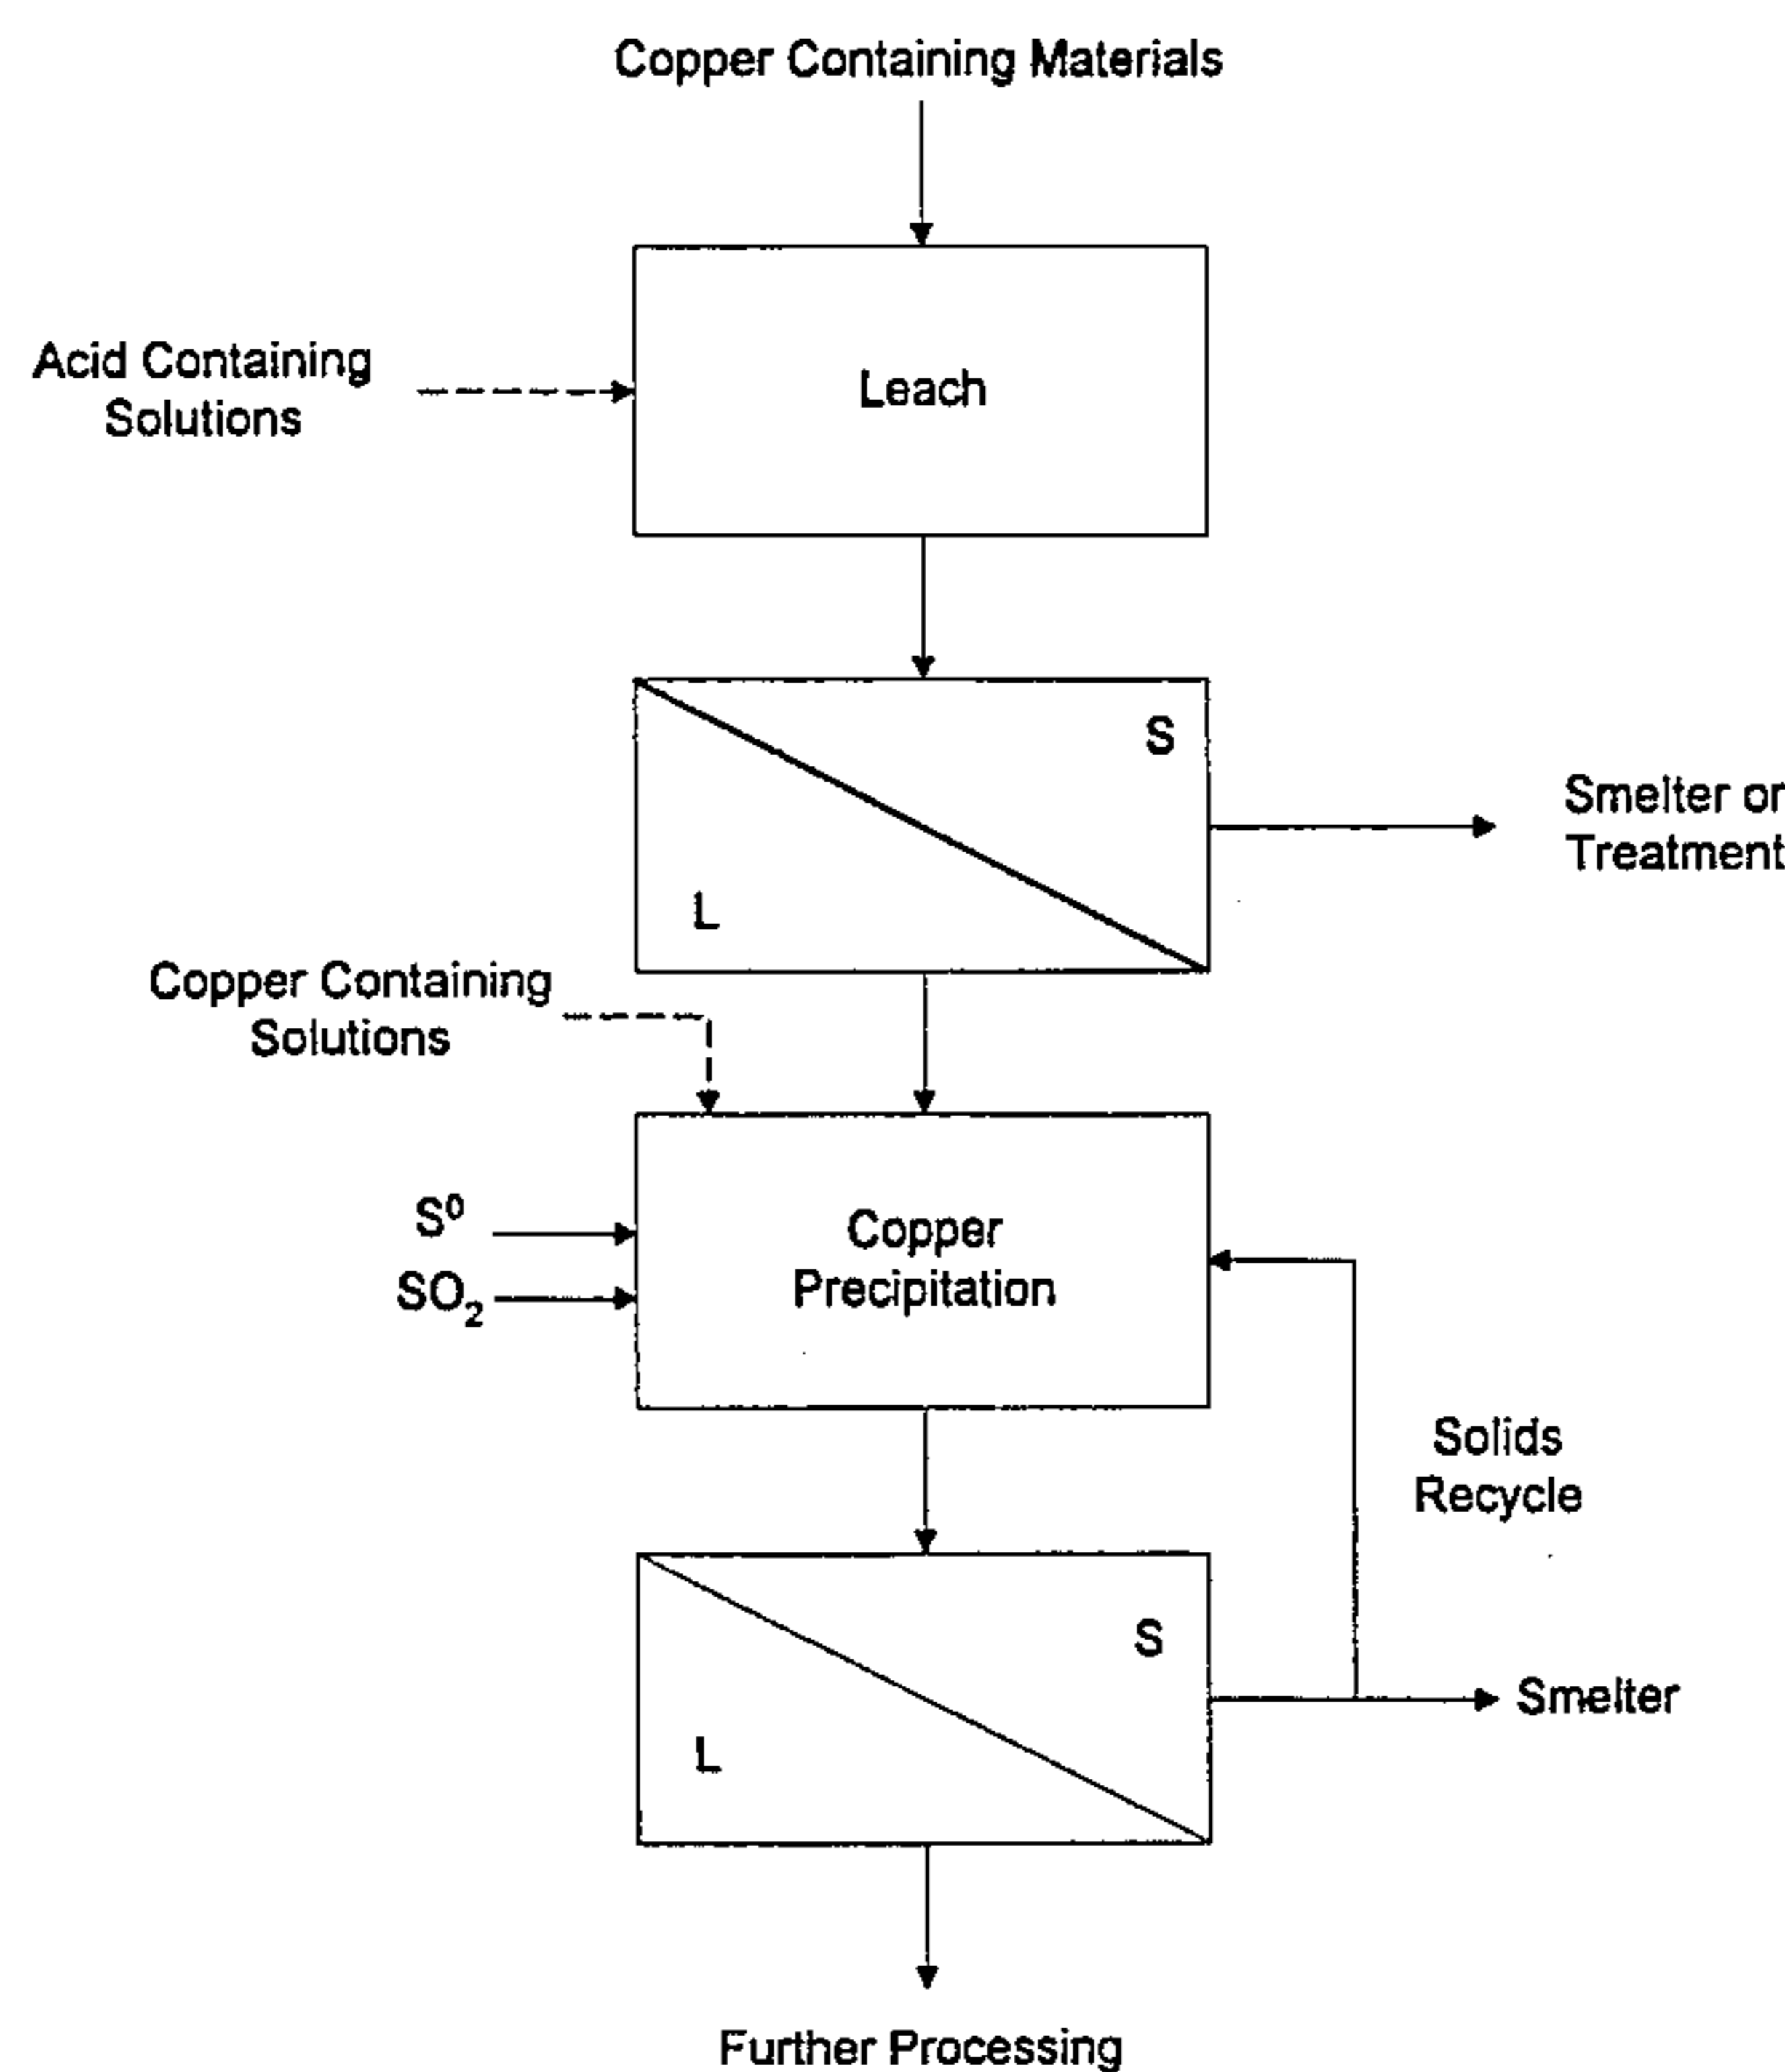 Copper Containing Materials
Acid Containing
Solutions
Leach
S
Smelter or
Treatment
L
Copper Containing
Solutions
S⁰
SO₂
Copper
Precipitation
Solids
Recycle
S
Smelter
L
Further Processing